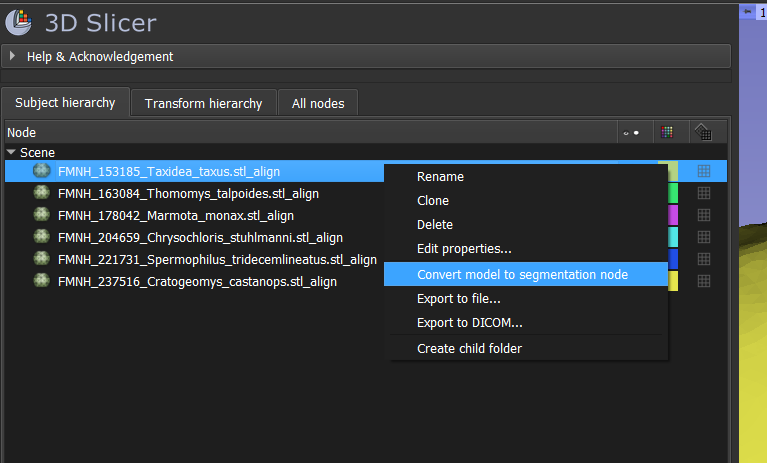 3D Slicer
Help & Acknowledgement
Subject hierarchy
Transform hierarchy
All nodes
Node
Scene
FMNH_153185_Taxidea_taxus.stl_align
FMNH_163084_Thomomys_talpoides.stl_align
FMNH_178042_Marmota_monax.stl_align
FMNH_204659_Chrysochloris_stuhlmanni.stl_align
FMNH_221731_Spermophilus_tridecemlineatus.stl_align
FMNH_237516_Cratogeomys_castanops.stl_align
Rename
Clone
Delete
Edit properties...
Convert model to segmentation node
Export to file...
Export to DICOM...
Create child folder
1